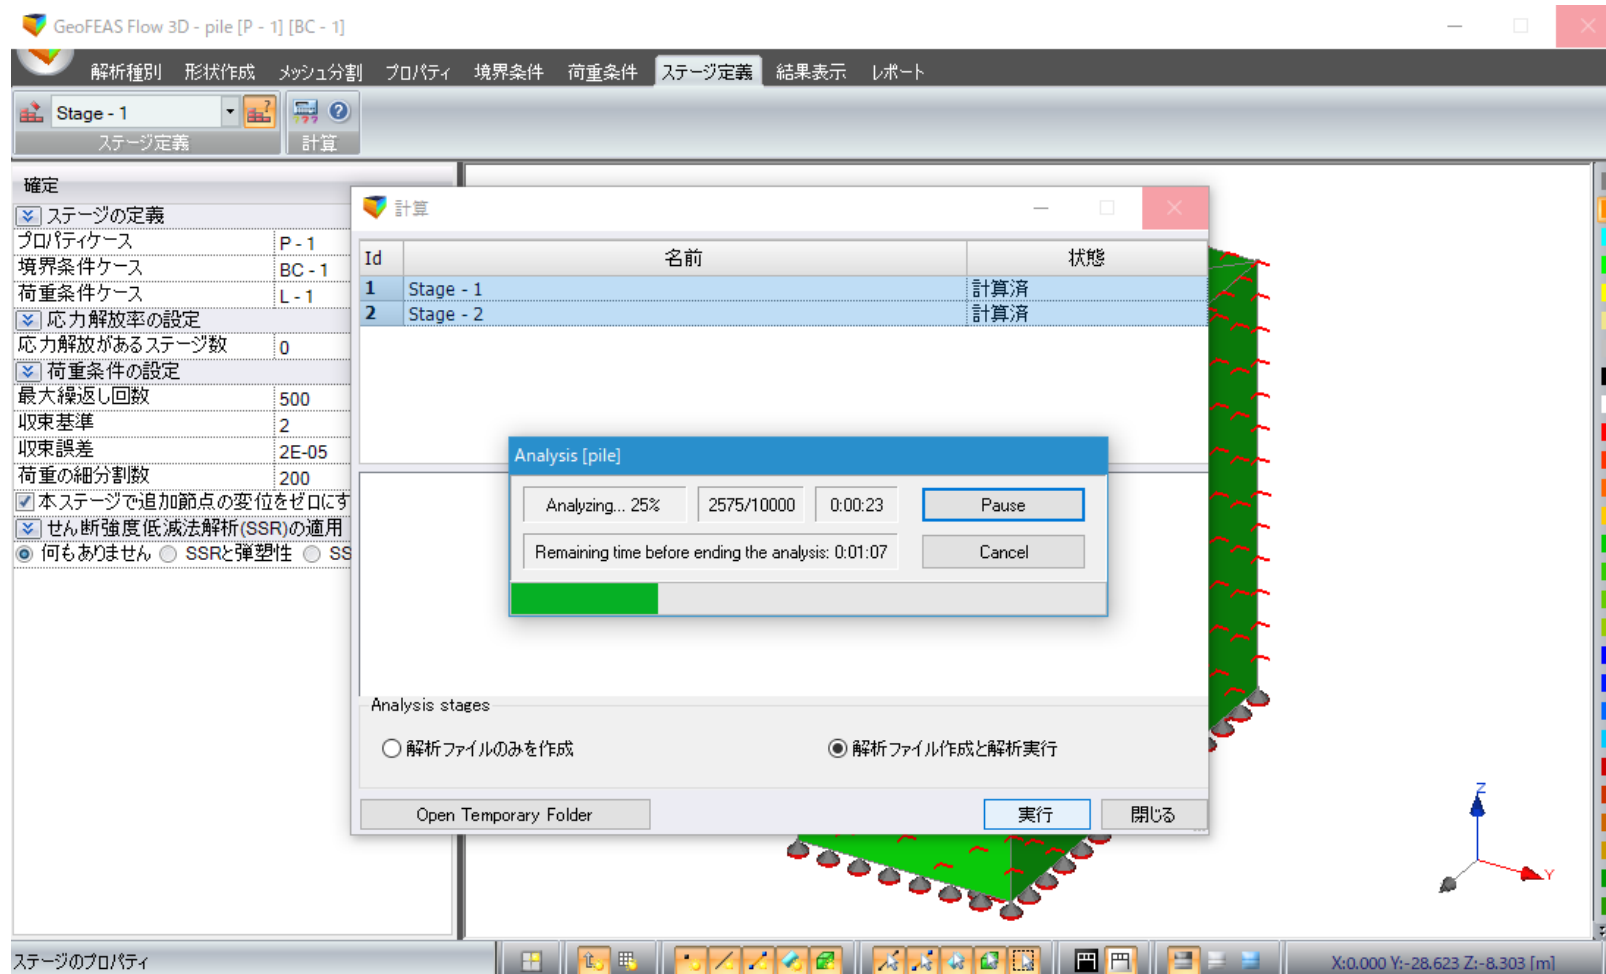 GeoFEAS Flow 3D - pile [P - 1] [BC - 1]
解析種別 形状作成 メッシュ分割 プロパティ 境界条件 荷重条件 ステージ定義 結果表示 レポート
Stage - 1
ステージ定義 計算
確定
ステージの定義
プロパティケース P - 1
境界条件ケース BC - 1
荷重条件ケース L - 1
応力解放率の設定
応力解放があるステージ数 0
荷重条件の設定
最大繰返し回数 500
収束基準 2
収束誤差 2E-05
荷重の細分割数 200
本ステージで追加節点の変位をゼロにす
せん断強度低減法解析(SSR)の適用
何もありません SSRと弾塑性 SS
計算
Id 名前 状態
1 Stage - 1 計算済
2 Stage - 2 計算済
Analysis [pile]
Analyzing... 25% 2575/10000 0:00:23 Pause
Remaining time before ending the analysis: 0:01:07 Cancel
Analysis stages
解析ファイルのみを作成 解析ファイル作成と解析実行
Open Temporary Folder 実行 閉じる
Z
Y
ステージのプロパティ X:0.000 Y:-28.623 Z:-8.303 [m]